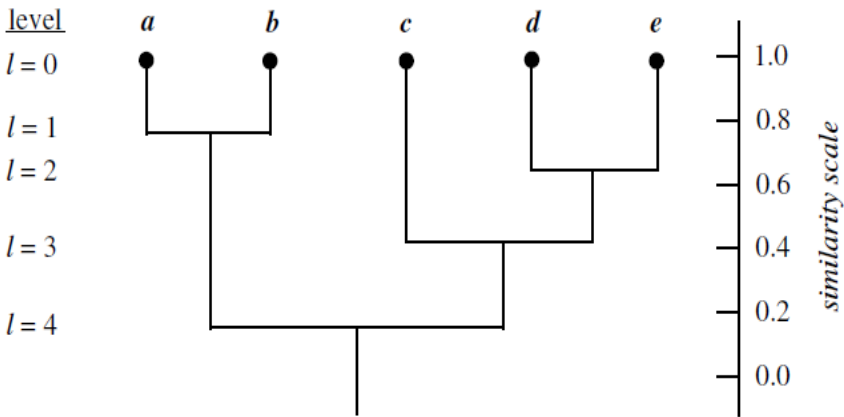 level a b c d e
l = 0 1.0
l = 1 0.8
l = 2 0.6
l = 3 0.4
l = 4 0.2
0.0
similarity scale